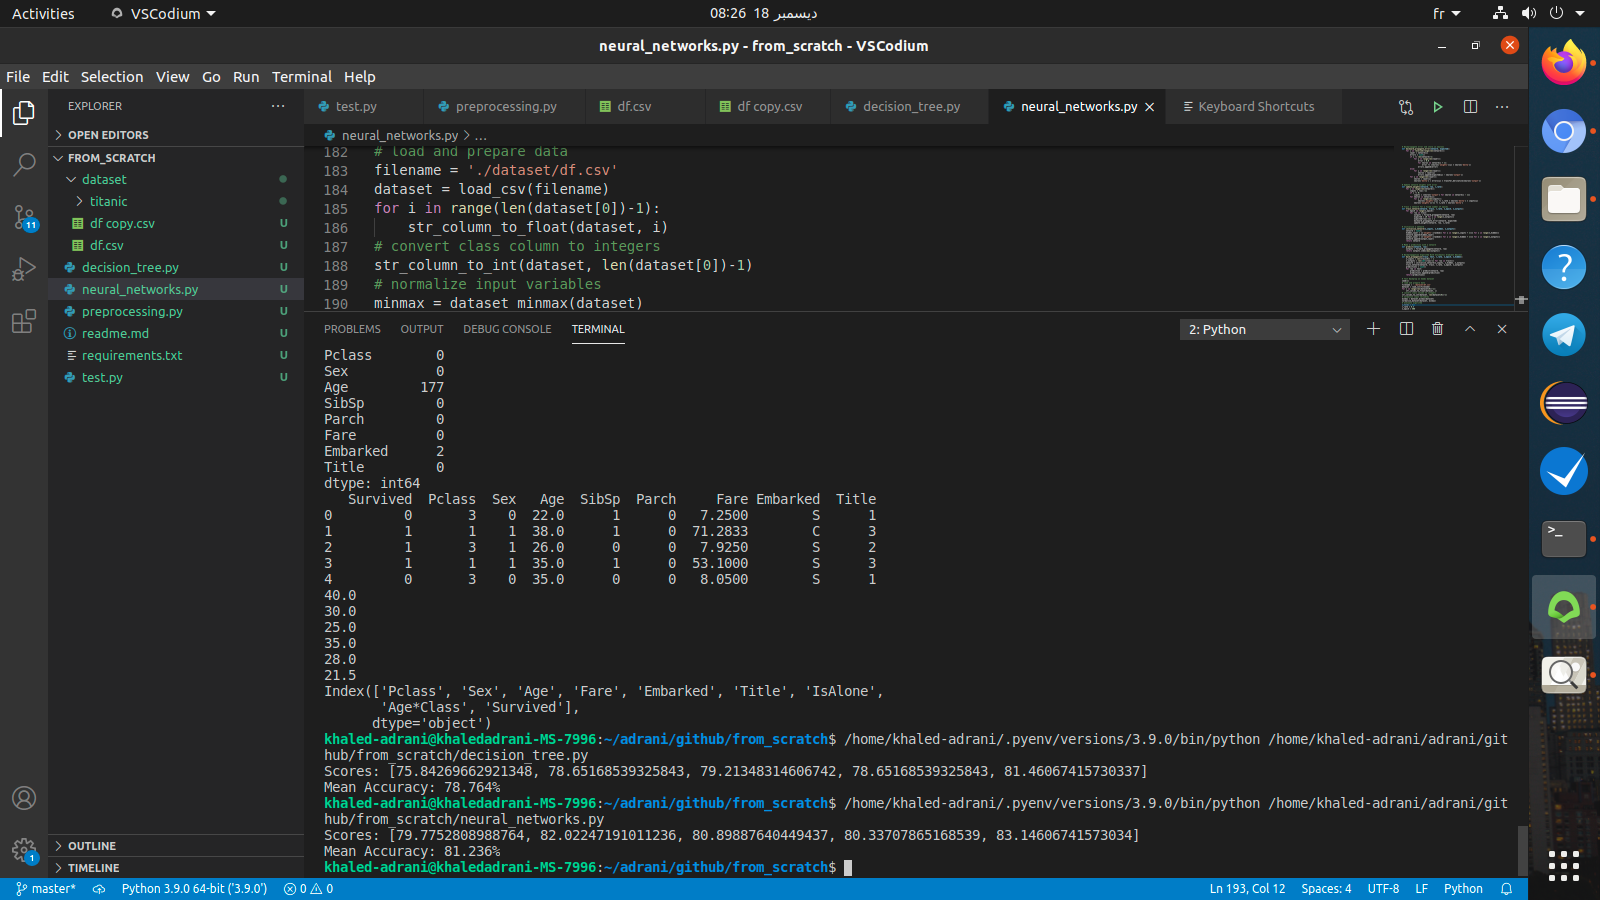 Activities VSCodium 08:26 18 ديسمبر fr
neural_networks.py - from_scratch - VSCodium
File Edit Selection View Go Run Terminal Help
EXPLORER
OPEN EDITORS
FROM_SCRATCH
dataset
titanic
df copy.csv U
df.csv U
decision_tree.py U
neural_networks.py U
preprocessing.py U
readme.md U
requirements.txt U
test.py U
OUTLINE
TIMELINE
11
1
test.py preprocessing.py df.csv df copy.csv decision_tree.py neural_networks.py Keyboard Shortcuts
neural_networks.py > ...
182 # load and prepare data
183 filename = './dataset/df.csv'
184 dataset = load_csv(filename)
185 for i in range(len(dataset[0])-1):
186 str_column_to_float(dataset, i)
187 # convert class column to integers
188 str_column_to_int(dataset, len(dataset[0])-1)
189 # normalize input variables
190 minmax = dataset_minmax(dataset)
PROBLEMS OUTPUT DEBUG CONSOLE TERMINAL 2: Python
Pclass 0
Sex 0
Age 177
SibSp 0
Parch 0
Fare 0
Embarked 2
Title 0
dtype: int64
Survived Pclass Sex Age SibSp Parch Fare Embarked Title
0 0 3 0 22.0 1 0 7.2500 S 1
1 1 1 1 38.0 1 0 71.2833 C 3
2 1 3 1 26.0 0 0 7.9250 S 2
3 1 1 1 35.0 1 0 53.1000 S 3
4 0 3 0 35.0 0 0 8.0500 S 1
40.0
30.0
25.0
35.0
28.0
21.5
Index(['Pclass', 'Sex', 'Age', 'Fare', 'Embarked', 'Title', 'IsAlone',
'Age*Class', 'Survived'],
dtype='object')
khaled-adrani@khaledadrani-MS-7996:~/adrani/github/from_scratch$ /home/khaled-adrani/.pyenv/versions/3.9.0/bin/python /home/khaled-adrani/adrani/git
hub/from_scratch/decision_tree.py
Scores: [75.84269662921348, 78.65168539325843, 79.21348314606742, 78.65168539325843, 81.46067415730337]
Mean Accuracy: 78.764%
khaled-adrani@khaledadrani-MS-7996:~/adrani/github/from_scratch$ /home/khaled-adrani/.pyenv/versions/3.9.0/bin/python /home/khaled-adrani/adrani/git
hub/from_scratch/neural_networks.py
Scores: [79.7752808988764, 82.02247191011236, 80.89887640449437, 80.33707865168539, 83.14606741573034]
Mean Accuracy: 81.236%
khaled-adrani@khaledadrani-MS-7996:~/adrani/github/from_scratch$
master* Python 3.9.0 64-bit ('3.9.0') 0 0 Ln 193, Col 12 Spaces: 4 UTF-8 LF Python